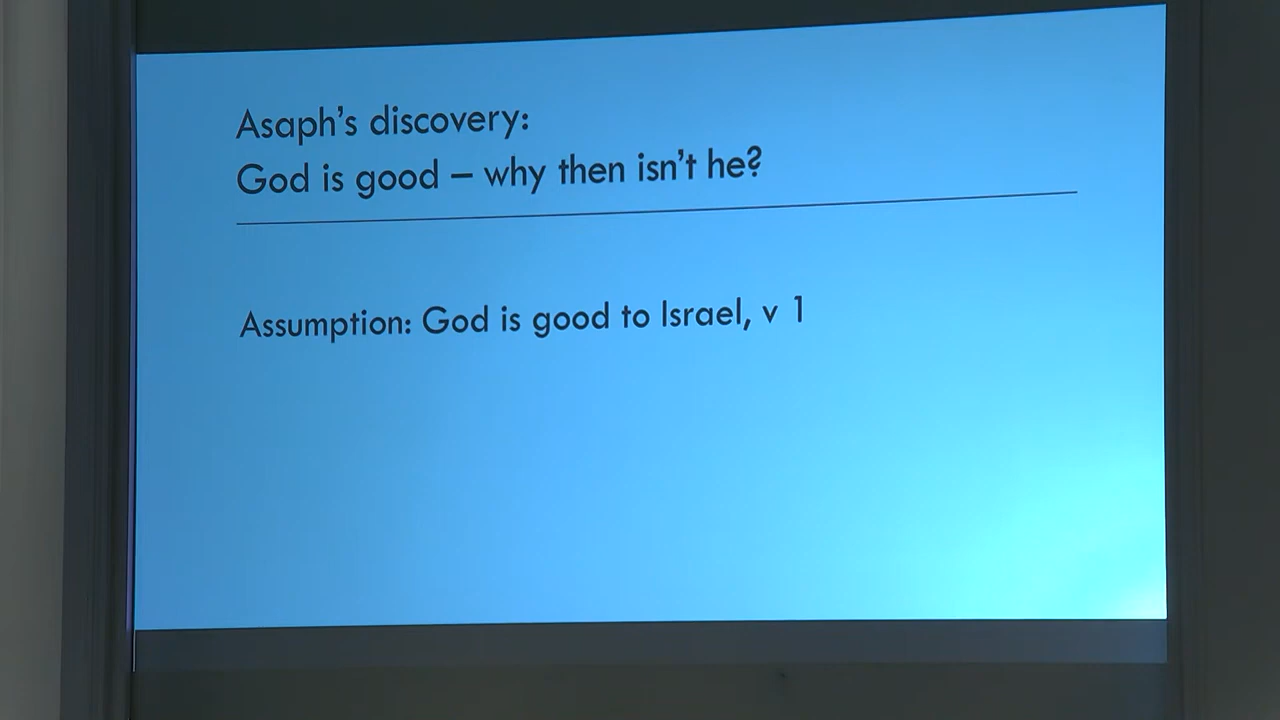 Asaph's discovery:
God is good – why then isn't he?
Assumption: God is good to Israel, v 1